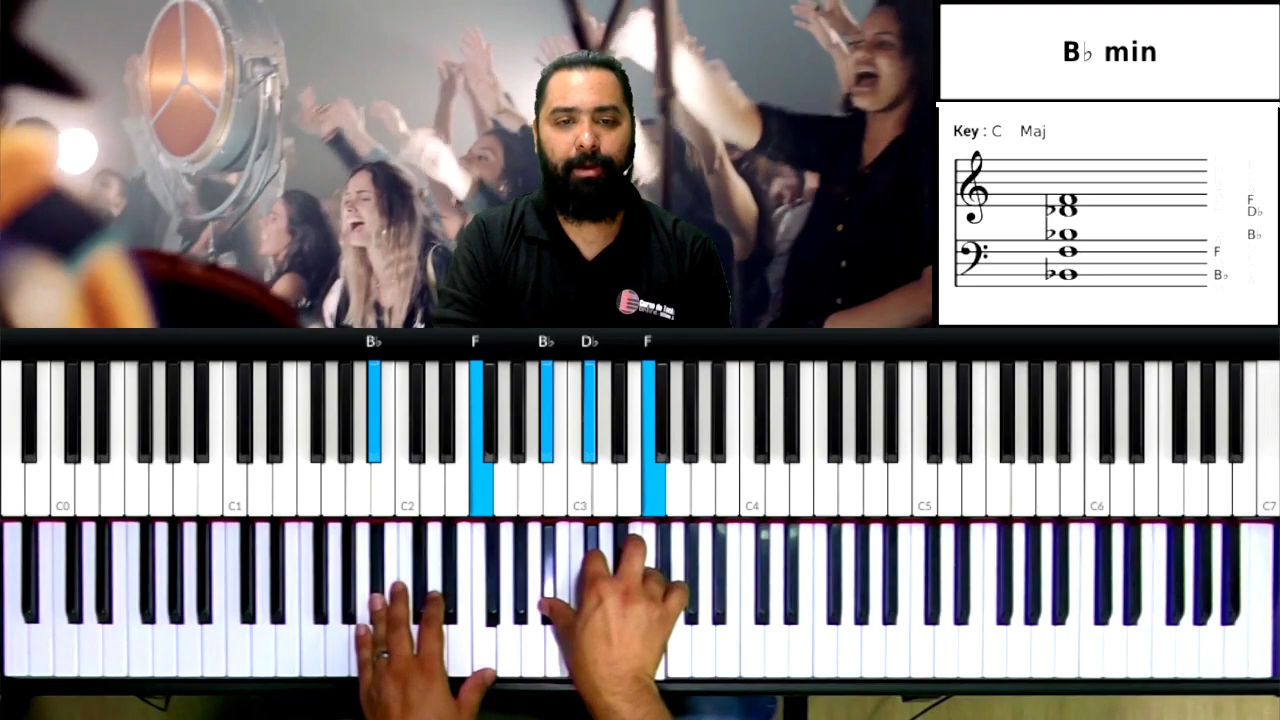 B♭ min
Key : C Maj
F
D♭
B♭
F
B♭
B♭ F B♭ D♭ F
C0 C1 C2 C3 C4 C5 C6 C7